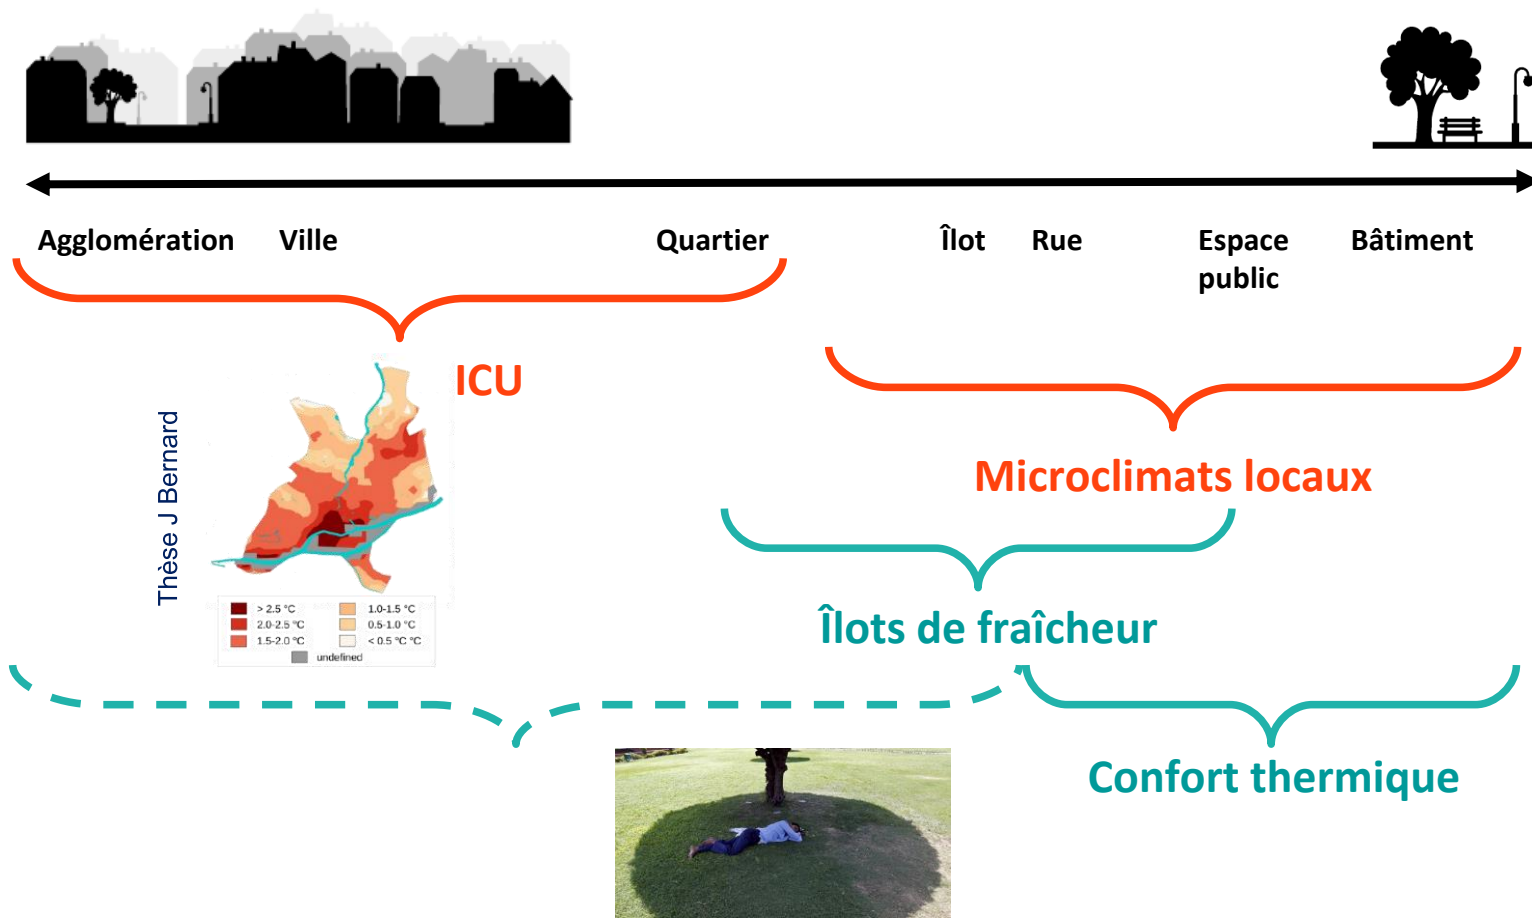 Agglomération Ville Quartier Îlot Rue Espace Bâtiment
public
ICU
Thèse J Bernard
Microclimats locaux
> 2.5 °C 1.0-1.5 °C
2.0-2.5 °C 0.5-1.0 °C
1.5-2.0 °C < 0.5 °C °C
undefined
Îlots de fraîcheur
Confort thermique